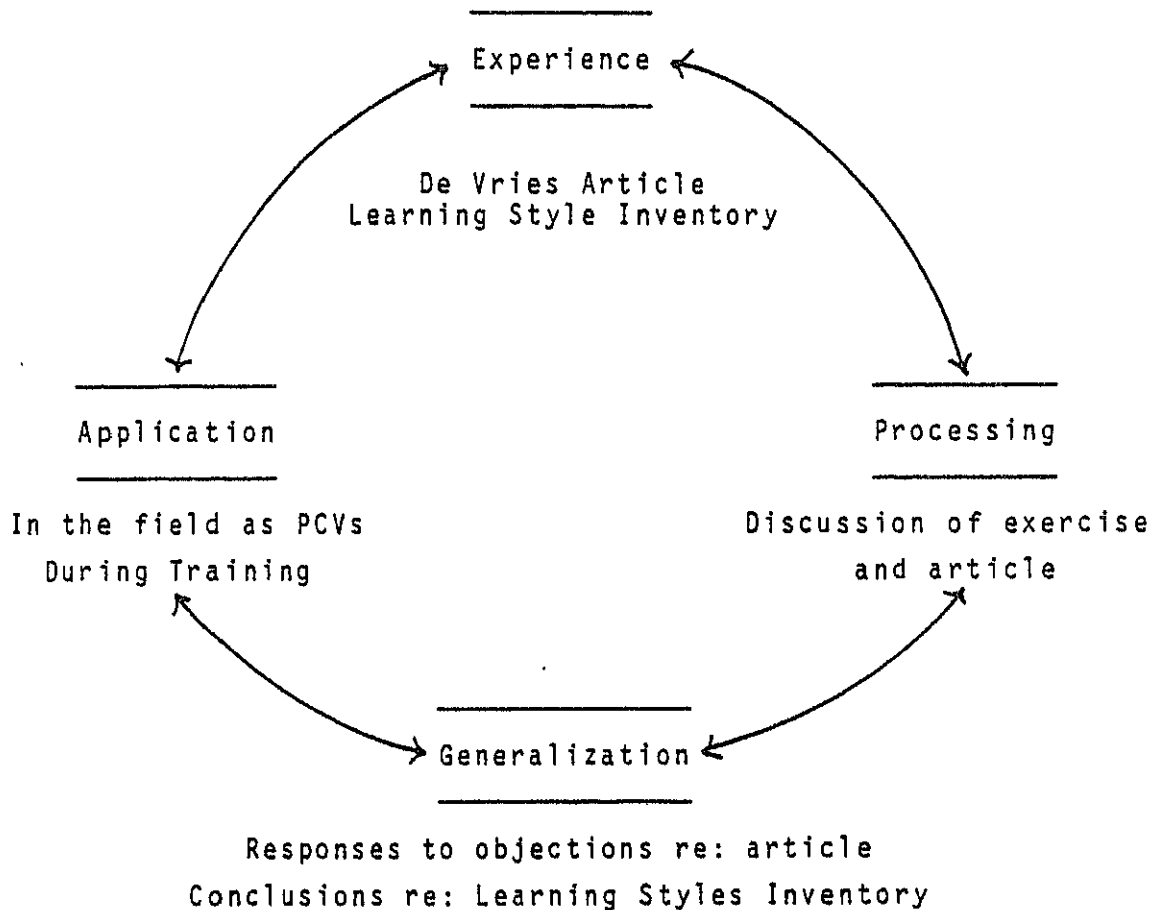 Experience
De Vries Article
Learning Style Inventory
Application
Processing
In the field as PCVs
During Training
Discussion of exercise
and article
Generalization
Responses to objections re: article
Conclusions re: Learning Styles Inventory